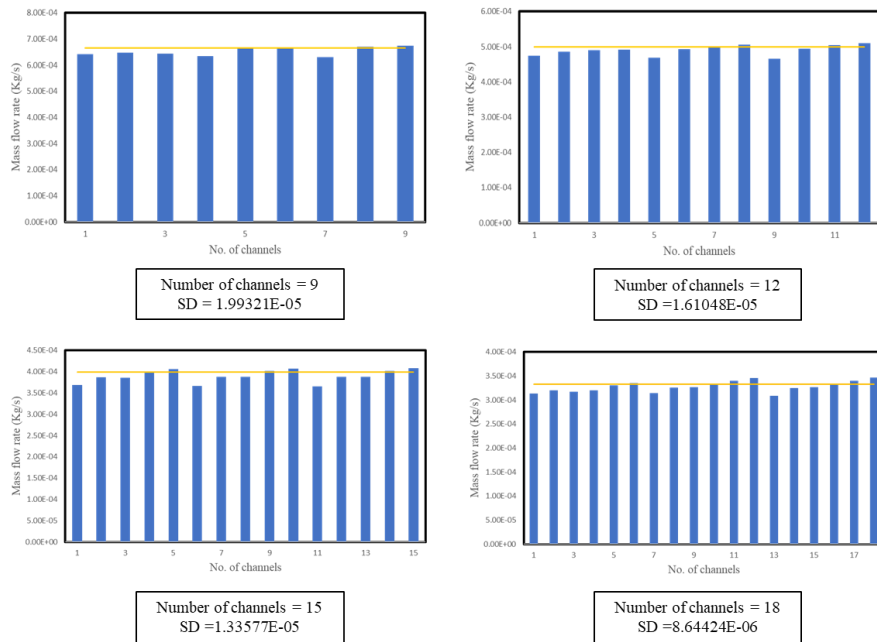 8.00E-04
7.00E-04
6.00E-04
5.00E-04
4.00E-04
3.00E-04
2.00E-04
1.00E-04
0.00E+00
Mass flow rate (Kg/s)
1 3 5 7 9
No. of channels
Number of channels = 9
SD = 1.99321E-05
6.00E-04
5.00E-04
4.00E-04
3.00E-04
2.00E-04
1.00E-04
0.00E+00
Mass flow rate (Kg/s)
1 3 5 7 9 11
No. of channels
Number of channels = 12
SD =1.61048E-05
4.50E-04
4.00E-04
3.50E-04
3.00E-04
2.50E-04
2.00E-04
1.50E-04
1.00E-04
5.00E-05
0.00E+00
Mass flow rate (Kg/s)
1 3 5 7 9 11 13 15
No. of channels
Number of channels = 15
SD =1.33577E-05
4.00E-04
3.50E-04
3.00E-04
2.50E-04
2.00E-04
1.50E-04
1.00E-04
5.00E-05
0.00E+00
Mass flow rate (Kg/s)
1 3 5 7 9 11 13 15 17
No. of channels
Number of channels = 18
SD =8.64424E-06